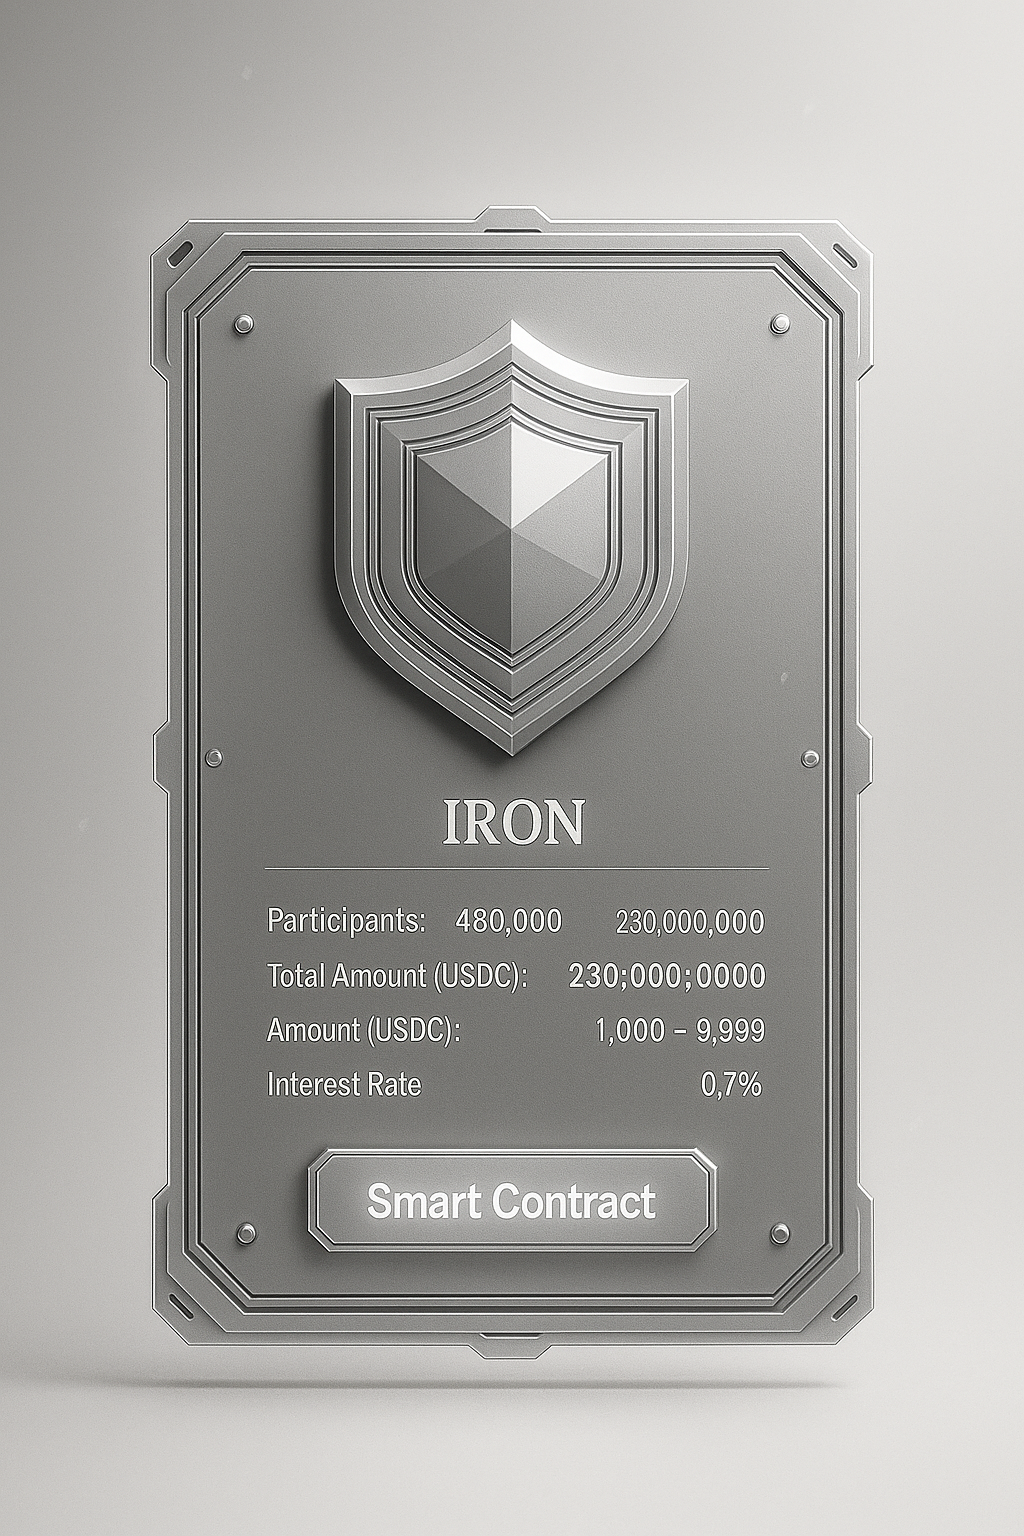 IRON
Participants: 480,000 230,000,000
Total Amount (USDC): 230;000;0000
Amount (USDC): 1,000 – 9,999
Interest Rate 0,7%
Smart Contract